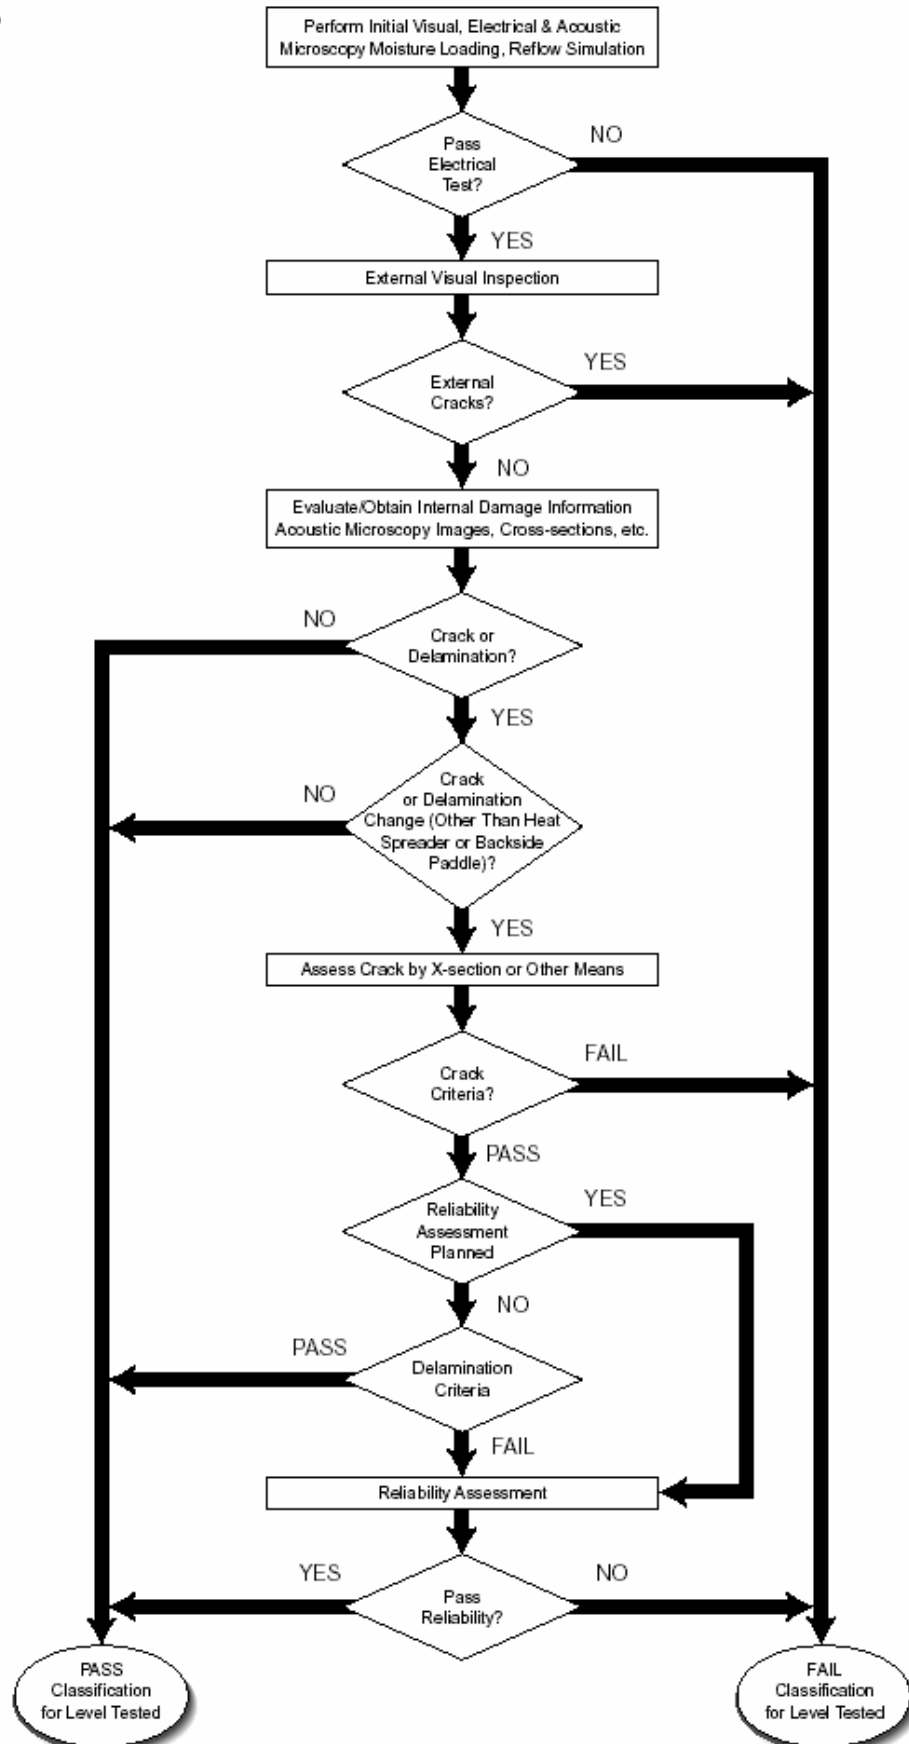 Perform Initial Visual, Electrical & Acoustic
Microscopy Moisture Loading, Reflow Simulation
NO
Pass
Electrical
Test?
YES
External Visual Inspection
YES
External
Cracks?
NO
Evaluate/Obtain Internal Damage Information
Acoustic Microscopy Images, Cross-sections, etc.
NO
Crack or
Delamination?
YES
NO
Crack
or Delamination
Change (Other Than Heat
Spreader or Backside
Paddle)?
YES
Assess Crack by X-section or Other Means
FAIL
Crack
Criteria?
PASS
YES
Reliability
Assessment
Planned
NO
PASS
Delamination
Criteria
FAIL
Reliability Assessment
YES
NO
Pass
Reliability?
PASS
Classification
for Level Tested
FAIL
Classification
for Level Tested